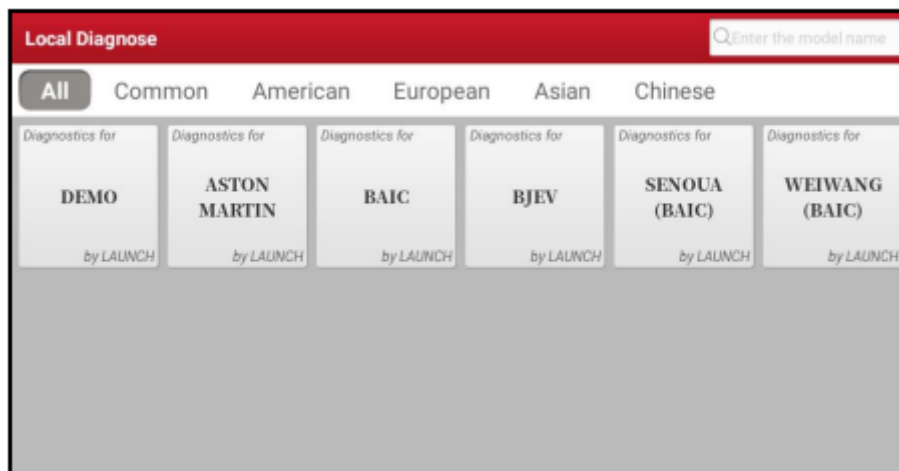 Local Diagnose
Enter the model name
All Common American European Asian Chinese
Diagnostics for Diagnostics for Diagnostics for Diagnostics for Diagnostics for Diagnostics for
DEMO ASTON MARTIN BAIC BJEV SENOUA (BAIC) WEIWANG (BAIC)
by LAUNCH by LAUNCH by LAUNCH by LAUNCH by LAUNCH by LAUNCH